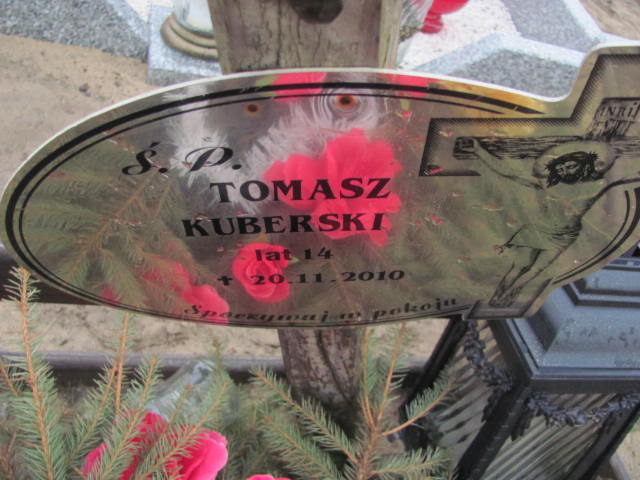 Ś.P.
TOMASZ
KUBERSKI
lat 14
+ 20.11.2010
Spoczywaj w pokoju
INRI